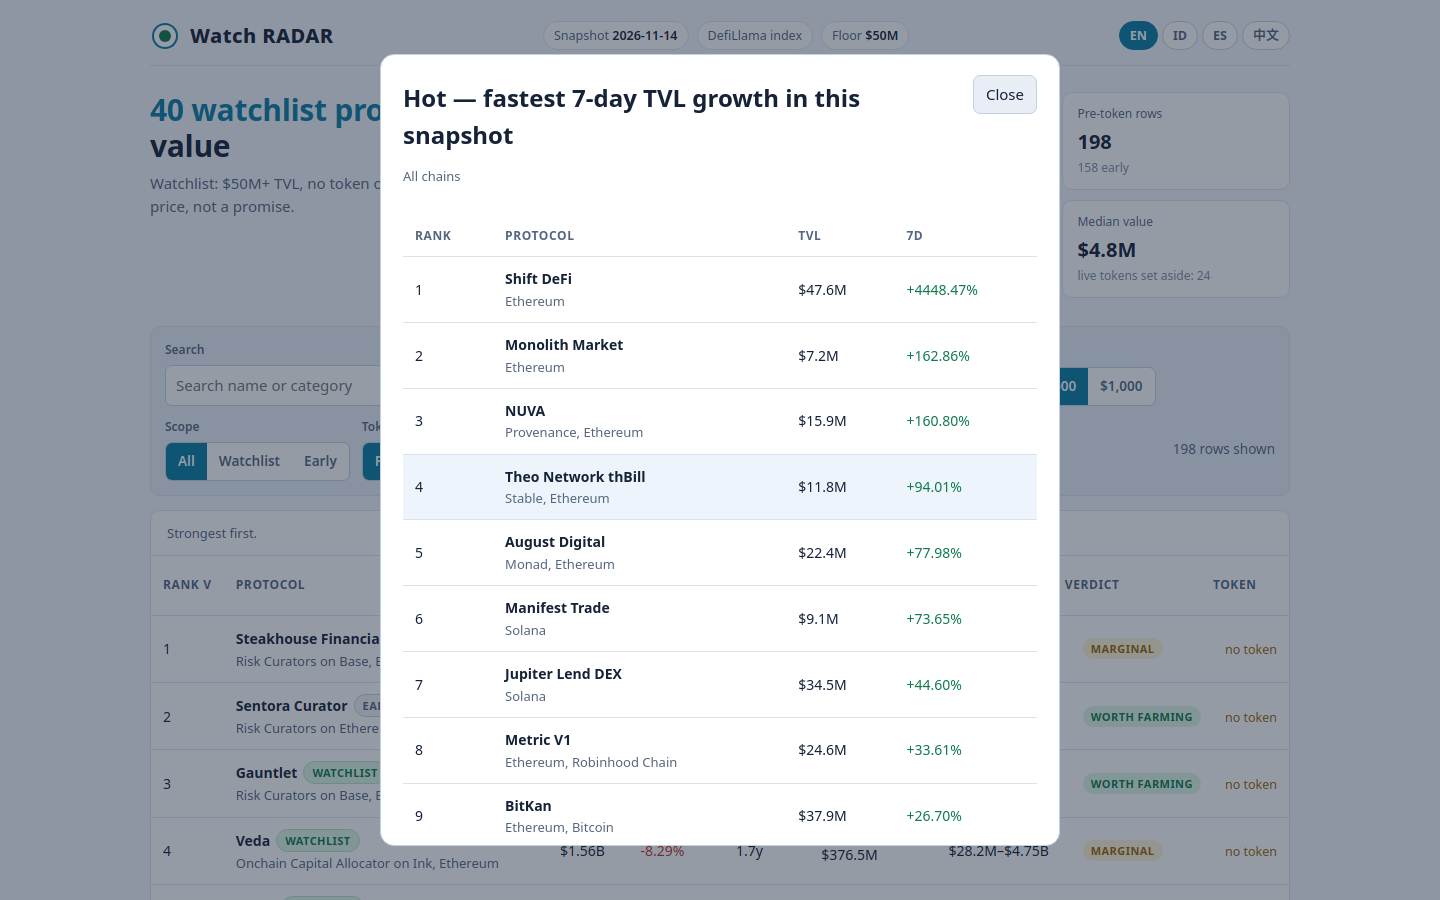 Watch RADAR
Snapshot 2026-11-14
DefiLlama index
Floor $50M
EN
ID
ES
中文
40 watchlist pro
value
Watchlist: $50M+ TVL, no token
price, not a promise.
Pre-token rows
198
158 early
Median value
$4.8M
live tokens set aside: 24
Search
Search name or category
$1,000
Scope
All
Watchlist
Early
198 rows shown
Strongest first.
Hot — fastest 7-day TVL growth in this
snapshot
Close
All chains
RANK PROTOCOL TVL 7D
1 Shift DeFi $47.6M +4448.47%
Ethereum
2 Monolith Market $7.2M +162.86%
Ethereum
3 NUVA $15.9M +160.80%
Provenance, Ethereum
4 Theo Network thBill $11.8M +94.01%
Stable, Ethereum
5 August Digital $22.4M +77.98%
Monad, Ethereum
6 Manifest Trade $9.1M +73.65%
Solana
7 Jupiter Lend DEX $34.5M +44.60%
Solana
8 Metric V1 $24.6M +33.61%
Ethereum, Robinhood Chain
9 BitKan $37.9M +26.70%
Ethereum, Bitcoin
RANK V PROTOCOL VERDICT TOKEN
1 Steakhouse Financia MARGINAL no token
Risk Curators on Base,
2 Sentora Curator WORTH FARMING no token
Risk Curators on Ethere
3 Gauntlet WATCHLIST WORTH FARMING no token
Risk Curators on Base,
4 Veda WATCHLIST $1.56B -8.29% 1.7y $376.5M $28.2M–$4.75B MARGINAL no token
Onchain Capital Allocator on Ink, Ethereum